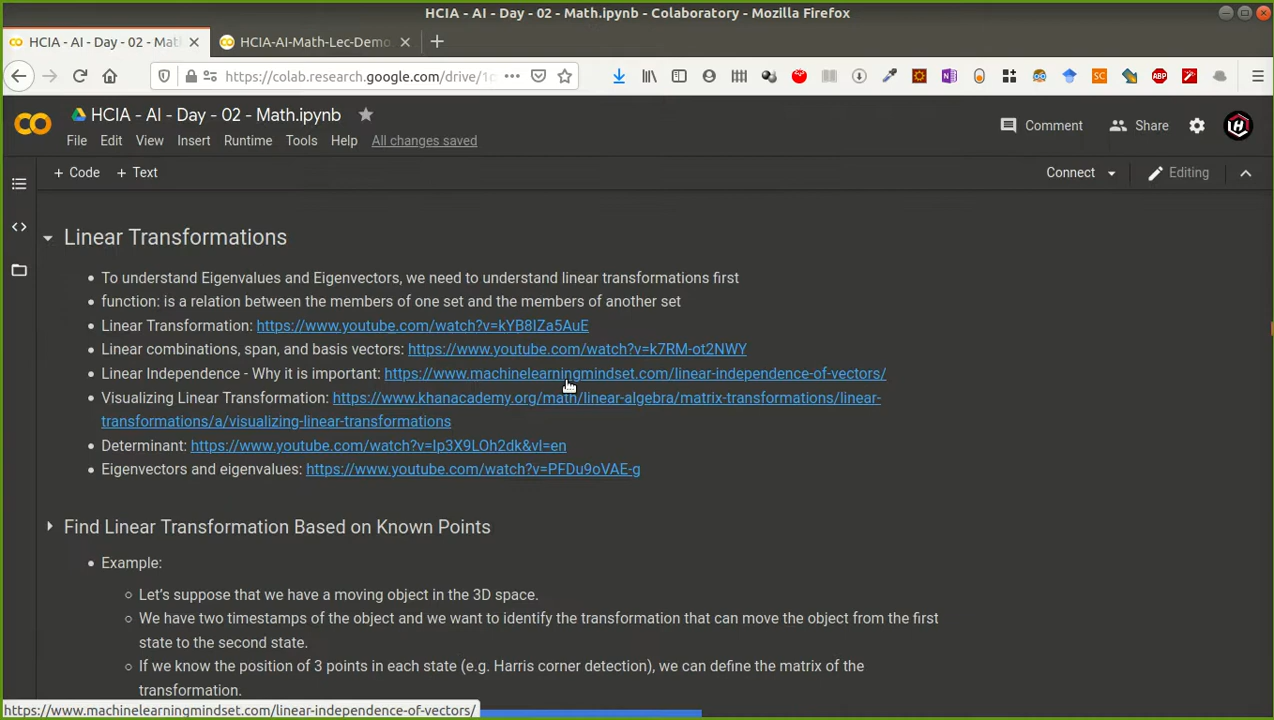 HCIA - AI - Day - 02 - Math.ipynb - Colaboratory - Mozilla Firefox
HCIA - AI - Day - 02 - Mat
HCIA-AI-Math-Lec-Demo
https://colab.research.google.com/drive/1
HCIA - AI - Day - 02 - Math.ipynb
File Edit View Insert Runtime Tools Help All changes saved
Comment
Share
+ Code + Text
Connect
Editing
Linear Transformations
• To understand Eigenvalues and Eigenvectors, we need to understand linear transformations first
• function: is a relation between the members of one set and the members of another set
• Linear Transformation: https://www.youtube.com/watch?v=kYB8IZa5AuE
• Linear combinations, span, and basis vectors: https://www.youtube.com/watch?v=k7RM-ot2NWY
• Linear Independence - Why it is important: https://www.machinelearningmindset.com/linear-independence-of-vectors/
• Visualizing Linear Transformation: https://www.khanacademy.org/math/linear-algebra/matrix-transformations/linear-
transformations/a/visualizing-linear-transformations
• Determinant: https://www.youtube.com/watch?v=Ip3X9LOh2dk&vl=en
• Eigenvectors and eigenvalues: https://www.youtube.com/watch?v=PFDu9oVAE-g
Find Linear Transformation Based on Known Points
• Example:
○ Let's suppose that we have a moving object in the 3D space.
○ We have two timestamps of the object and we want to identify the transformation that can move the object from the first
state to the second state.
○ If we know the position of 3 points in each state (e.g. Harris corner detection), we can define the matrix of the
transformation.
https://www.machinelearningmindset.com/linear-independence-of-vectors/